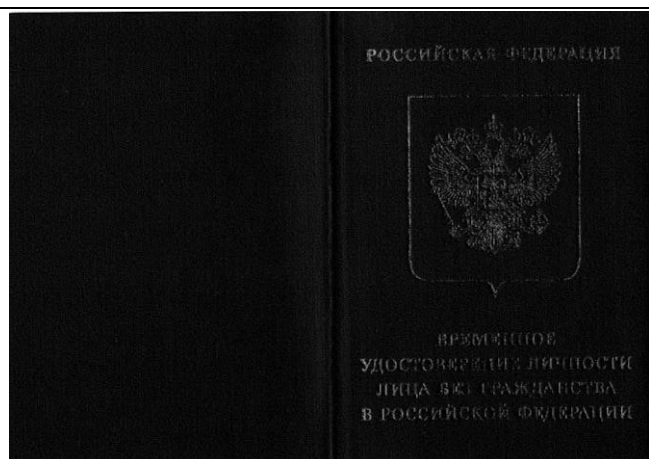 РОССИЙСКАЯ ФЕДЕРАЦИЯ
ВРЕМЕННОЕ
УДОСТОВЕРЕНИЕ ЛИЧНОСТИ
ЛИЦА БЕЗ ГРАЖДАНСТВА
В РОССИЙСКОЙ ФЕДЕРАЦИИ